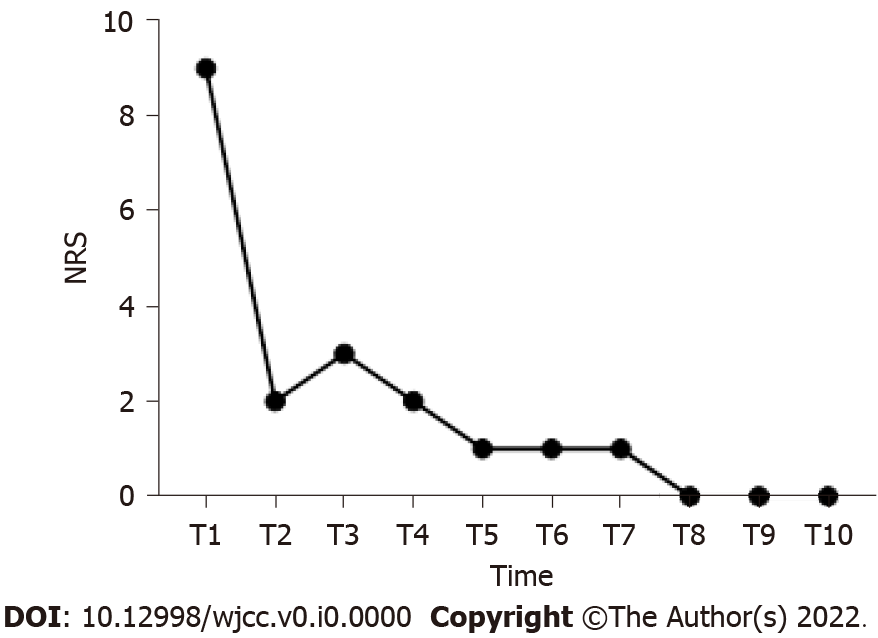 10
8
6
4
2
0
NRS
T1 T2 T3 T4 T5 T6 T7 T8 T9 T10
Time
DOI: 10.12998/wjcc.v0.i0.0000 Copyright ©The Author(s) 2022.